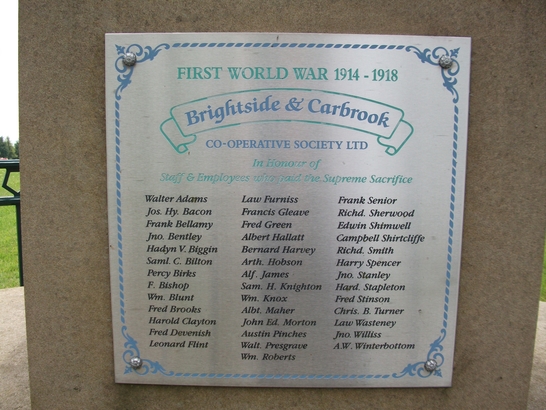 FIRST WORLD WAR 1914 - 1918
Brightside & Carbrook
CO-OPERATIVE SOCIETY LTD
In Honour of
Staff & Employees who paid the Supreme Sacrifice
Walter Adams
Jos. Hy. Bacon
Frank Bellamy
Jno. Bentley
Hadyn V. Biggin
Saml. C. Bilton
Percy Birks
F. Bishop
Wm. Blunt
Fred Brooks
Harold Clayton
Fred Devenish
Leonard Flint
Law Furniss
Francis Gleave
Fred Green
Albert Hallatt
Bernard Harvey
Arth. Hobson
Alf. James
Sam. H. Knighton
Wm. Knox
Albt. Maher
John Ed. Morton
Austin Pinches
Walt. Presgrave
Wm. Roberts
Frank Senior
Richd. Sherwood
Edwin Shimwell
Campbell Shirtcliffe
Richd. Smith
Harry Spencer
Jno. Stanley
Hard. Stapleton
Fred Stinson
Chris. B. Turner
Law Wasteney
Jno. Williss
A.W. Winterbottom